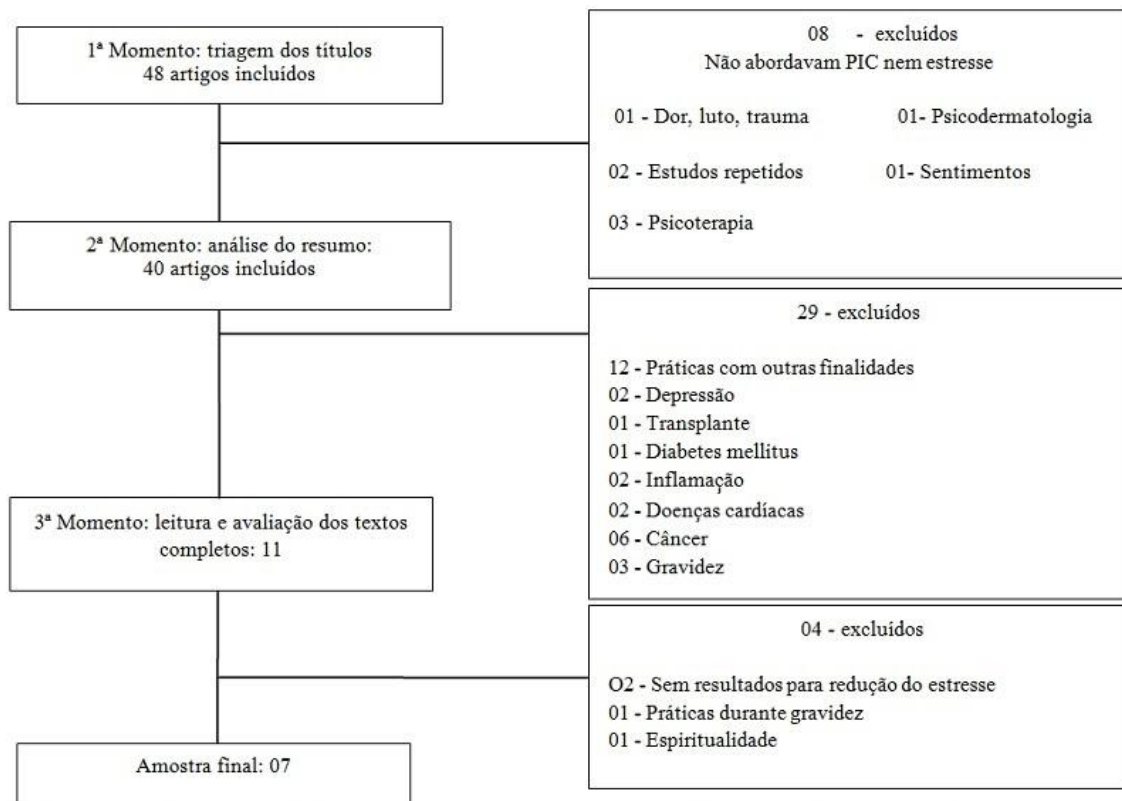 1ª Momento: triagem dos títulos
48 artigos incluídos
08 - excluídos
Não abordavam PIC nem estresse
01 - Dor, luto, trauma
01- Psicodermatologia
02 - Estudos repetidos
01- Sentimentos
03 - Psicoterapia
2ª Momento: análise do resumo:
40 artigos incluídos
29 - excluídos
12 - Práticas com outras finalidades
02 - Depressão
01 - Transplante
01 - Diabetes mellitus
02 - Inflamação
02 - Doenças cardíacas
06 - Câncer
03 - Gravidez
3ª Momento: leitura e avaliação dos textos
completos: 11
04 - excluídos
O2 - Sem resultados para redução do estresse
01 - Práticas durante gravidez
01 - Espiritualidade
Amostra final: 07